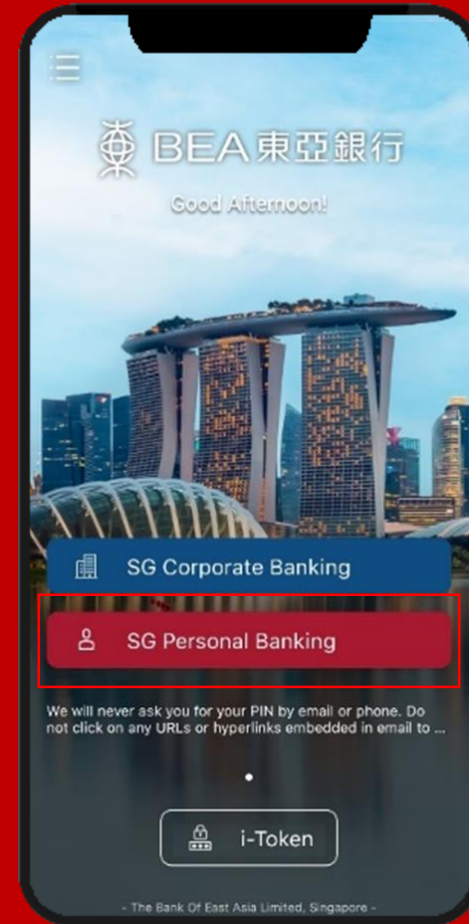 BEA東亞銀行
Good Afternoon!
SG Corporate Banking
SG Personal Banking
We will never ask you for your PIN by email or phone. Do
not click on any URLs or hyperlinks embedded in email to ...
i-Token
- The Bank Of East Asia Limited, Singapore -